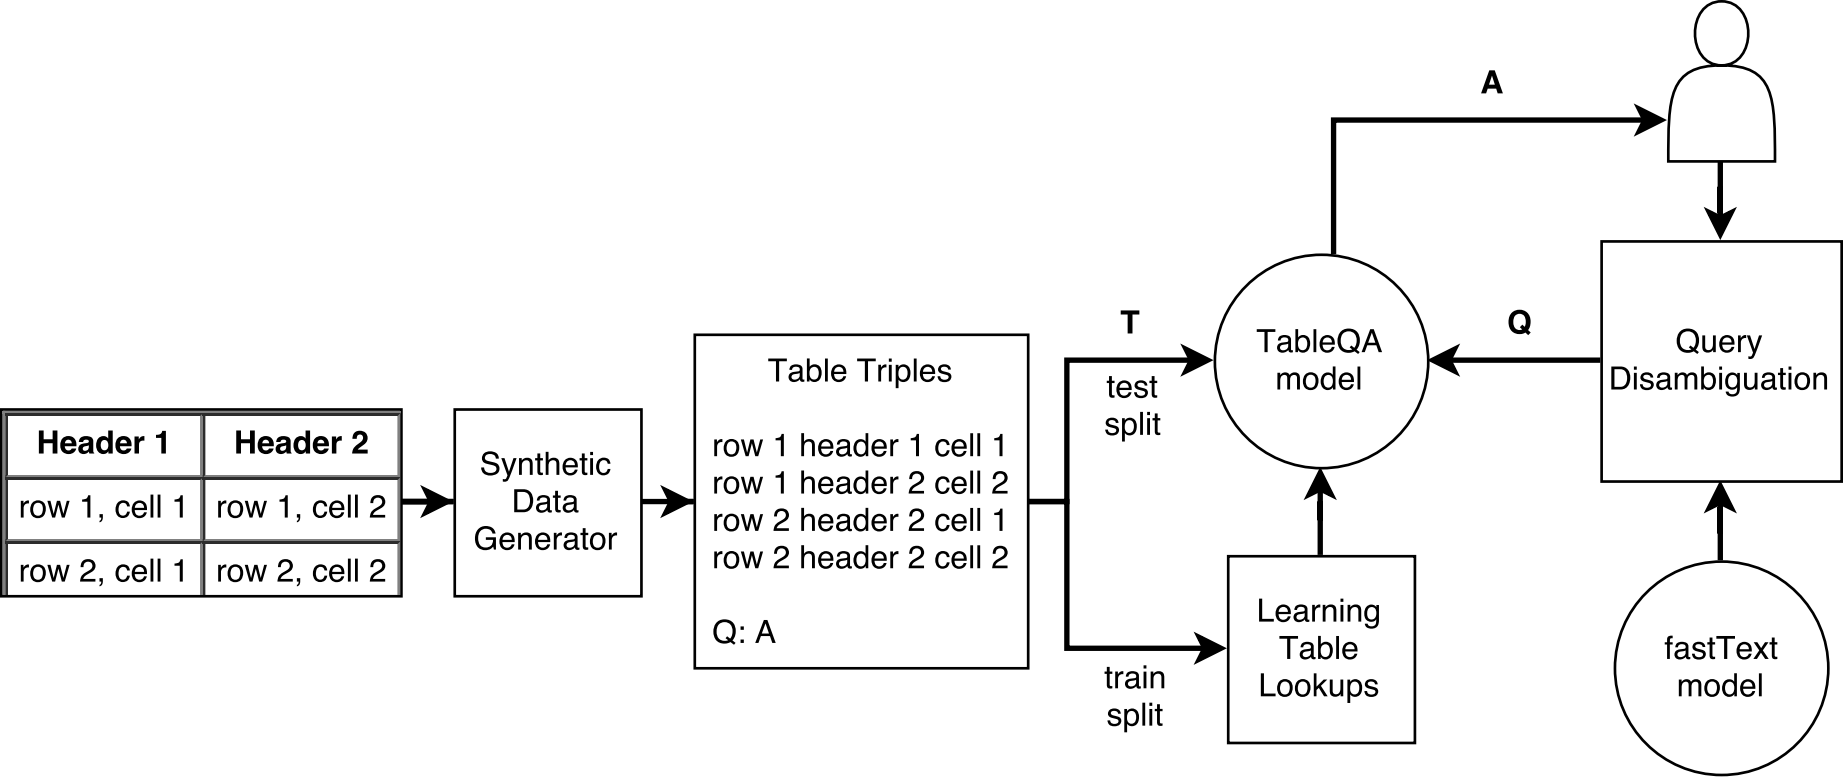 Header 1 Header 2
row 1, cell 1 row 1, cell 2
row 2, cell 1 row 2, cell 2
Synthetic
Data
Generator
Table Triples
row 1 header 1 cell 1
row 1 header 2 cell 2
row 2 header 2 cell 1
row 2 header 2 cell 2
Q: A
T
test
split
train
split
TableQA
model
Learning
Table
Lookups
A
Q
Query
Disambiguation
fastText
model